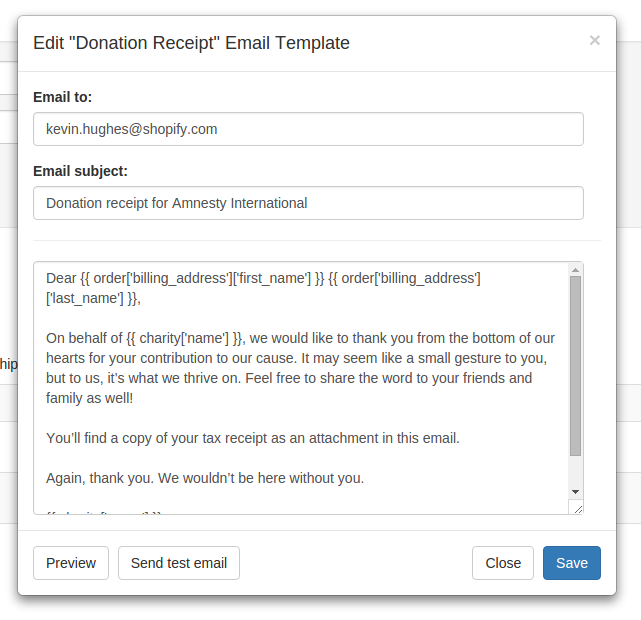 Edit "Donation Receipt" Email Template
×
Email to:
kevin.hughes@shopify.com
Email subject:
Donation receipt for Amnesty International
Dear {{ order['billing_address']['first_name'] }} {{ order['billing_address']
['last_name'] }},
On behalf of {{ charity['name'] }}, we would like to thank you from the bottom of our
hearts for your contribution to our cause. It may seem like a small gesture to you,
but to us, it’s what we thrive on. Feel free to share the word to your friends and
family as well!
hip
You’ll find a copy of your tax receipt as an attachment in this email.
Again, thank you. We wouldn’t be here without you.
Preview
Send test email
Close
Save